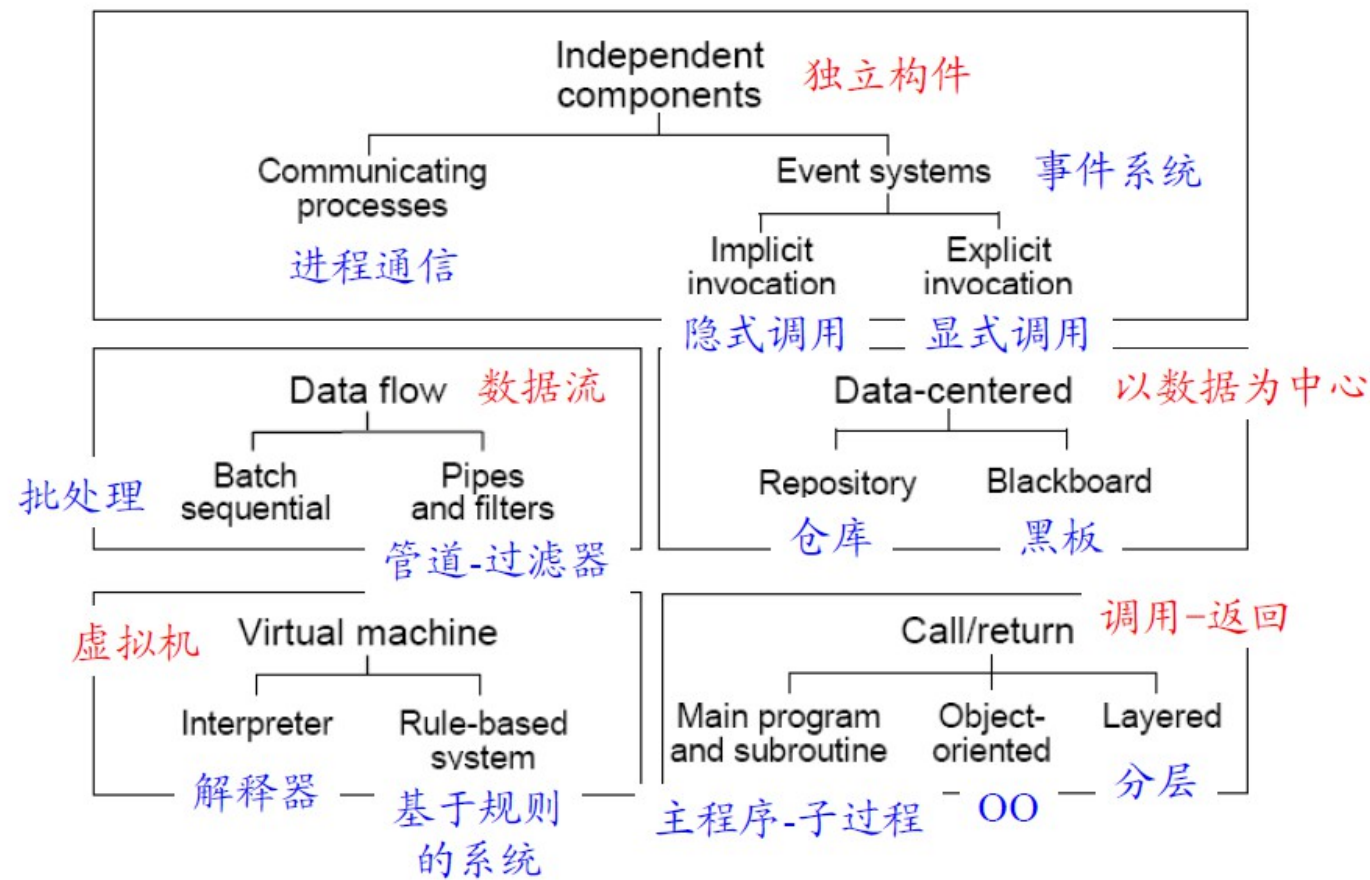 Independent
components
独立构件
Communicating
processes
进程通信
Event systems
事件系统
Implicit
invocation
隐式调用
Explicit
invocation
显式调用
Data flow
数据流
批处理
Batch
sequential
Pipes
and filters
管道-过滤器
Data-centered
以数据为中心
Repository
仓库
Blackboard
黑板
虚拟机
Virtual machine
Interpreter
解释器
Rule-based
system
基于规则
的系统
Call/return
调用-返回
Main program
and subroutine
主程序-子过程
Object-
oriented
OO
Layered
分层